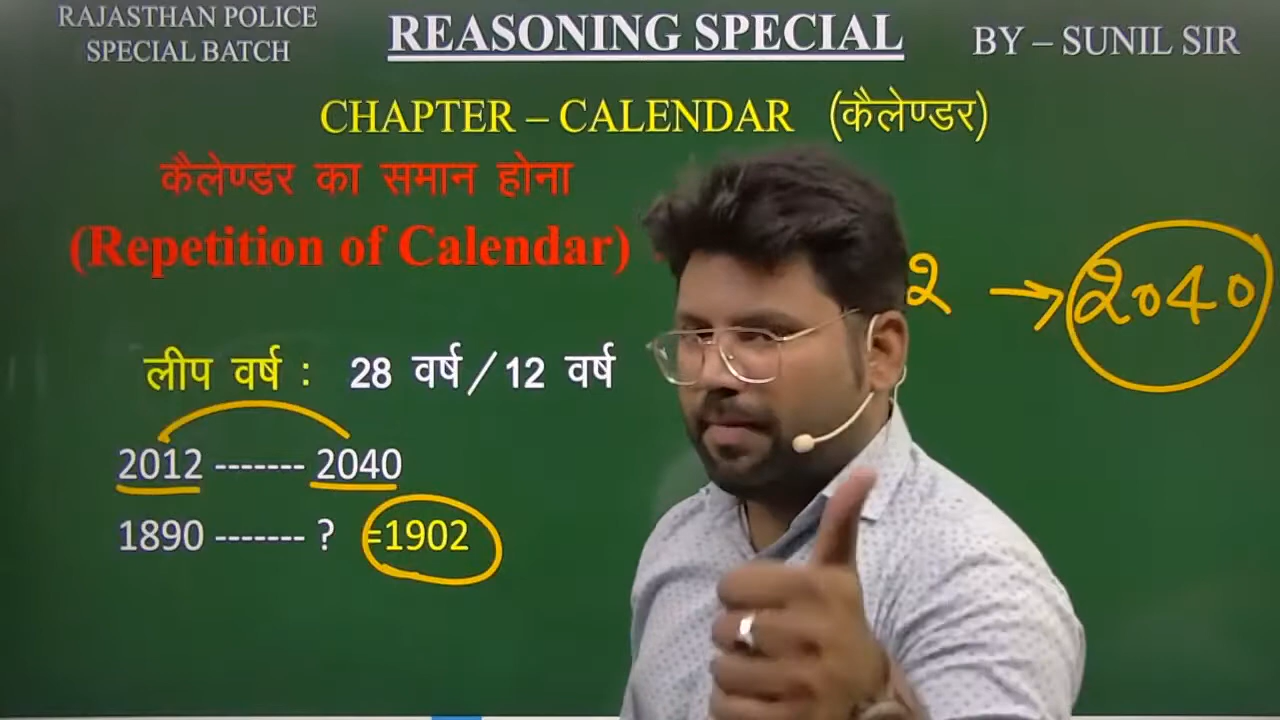 RAJASTHAN POLICE
SPECIAL BATCH
REASONING SPECIAL
BY – SUNIL SIR
CHAPTER – CALENDAR (कैलेण्डर)
कैलेण्डर का समान होना
(Repetition of Calendar)
2 → 2040
लीप वर्ष : 28 वर्ष / 12 वर्ष
2012 ------- 2040
1890 ------- ? =1902